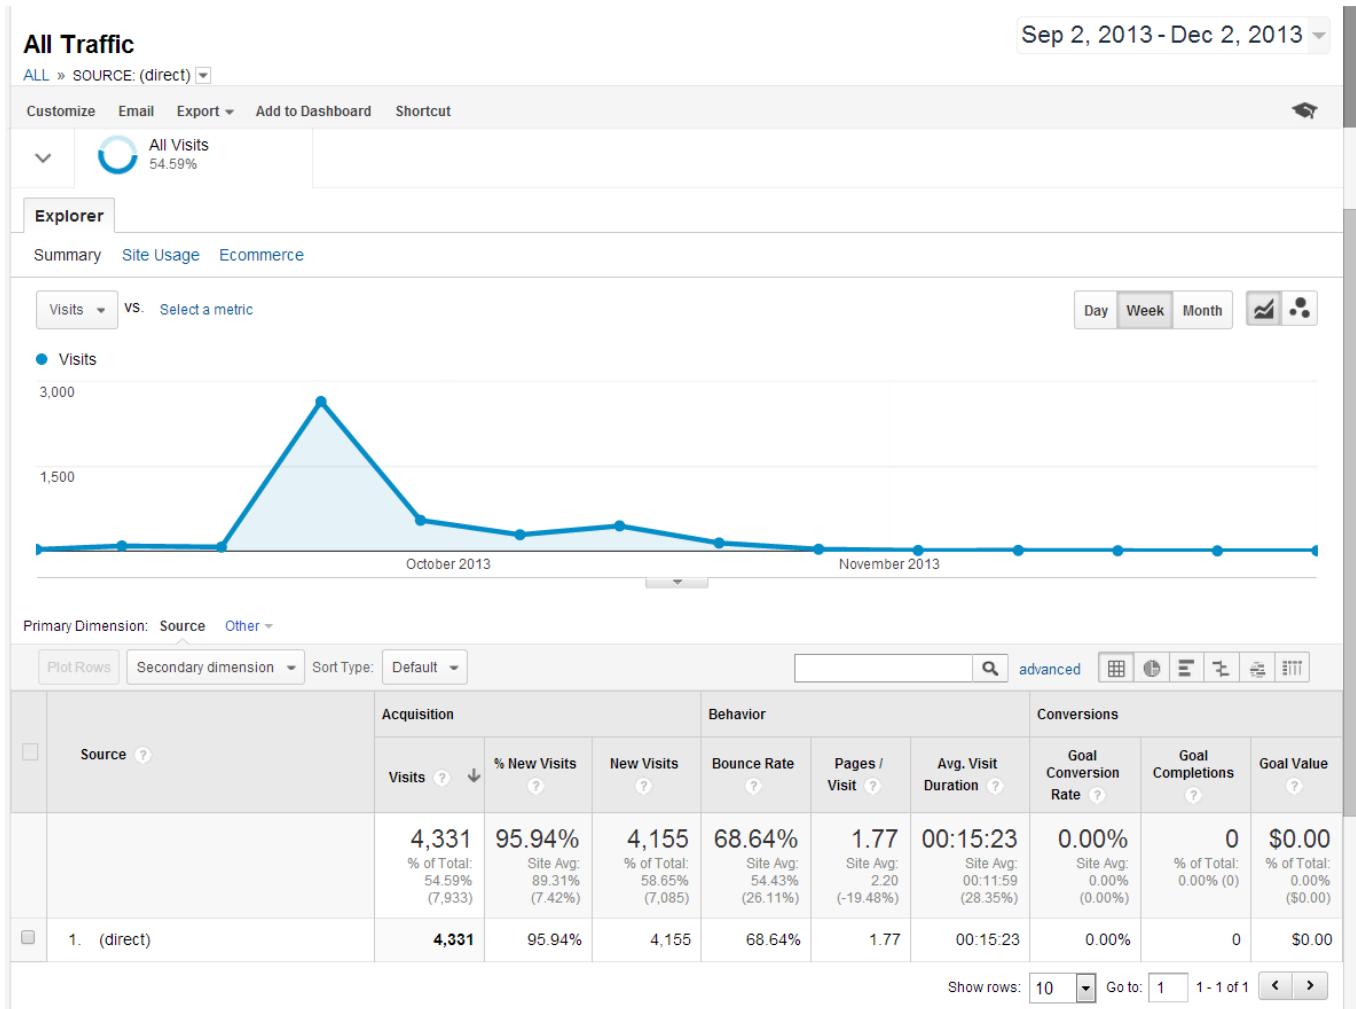 All Traffic
Sep 2, 2013 - Dec 2, 2013
ALL » SOURCE: (direct)
Customize Email Export Add to Dashboard Shortcut
All Visits
54.59%
Explorer
Summary Site Usage Ecommerce
Visits VS. Select a metric
Day Week Month
Visits
3,000
1,500
October 2013 November 2013
Primary Dimension: Source Other
Plot Rows Secondary dimension Sort Type: Default advanced
Acquisition Behavior Conversions
Source ? Visits ? % New Visits ? New Visits ? Bounce Rate ? Pages / Visit ? Avg. Visit Duration ? Goal Conversion Rate ? Goal Completions ? Goal Value ?
4,331 95.94% 4,155 68.64% 1.77 00:15:23 0.00% 0 $0.00
% of Total: Site Avg: % of Total: Site Avg: Site Avg: Site Avg: Site Avg: % of Total: % of Total:
54.59% 89.31% 58.65% 54.43% 2.20 00:11:59 0.00% 0.00% (0) 0.00%
(7,933) (7.42%) (7,085) (26.11%) (-19.48%) (28.35%) (0.00%) ($0.00)
1. (direct) 4,331 95.94% 4,155 68.64% 1.77 00:15:23 0.00% 0 $0.00
Show rows: 10 Go to: 1 1 - 1 of 1